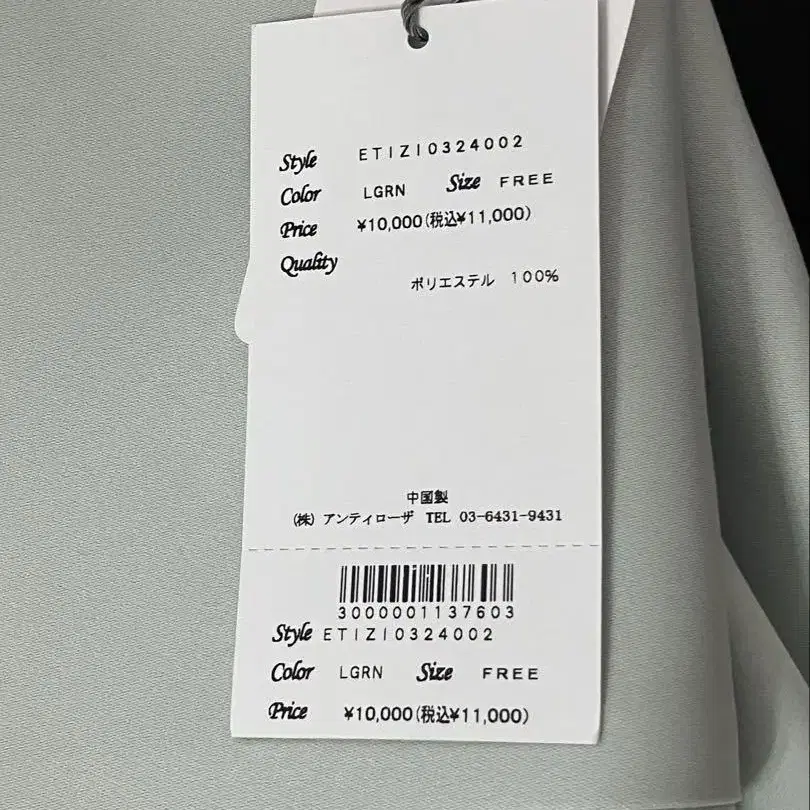 Style ETIZI0324002
Color LGRN Size FREE
Price ¥10,000(税込¥11,000)
Quality
ポリエステル 100%
中国製
(株) アンティローザ TEL 03-6431-9431
3000001137603
Style ETIZI0324002
Color LGRN Size FREE
Price ¥10,000(税込¥11,000)